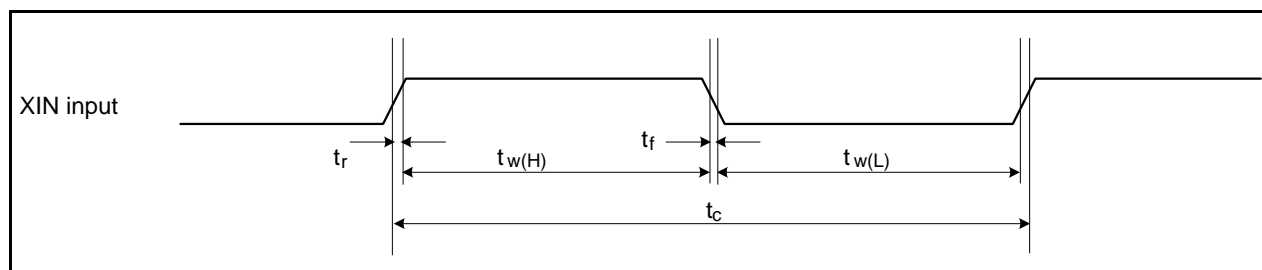 XIN input
tr
tw(H)
tf
tw(L)
tc